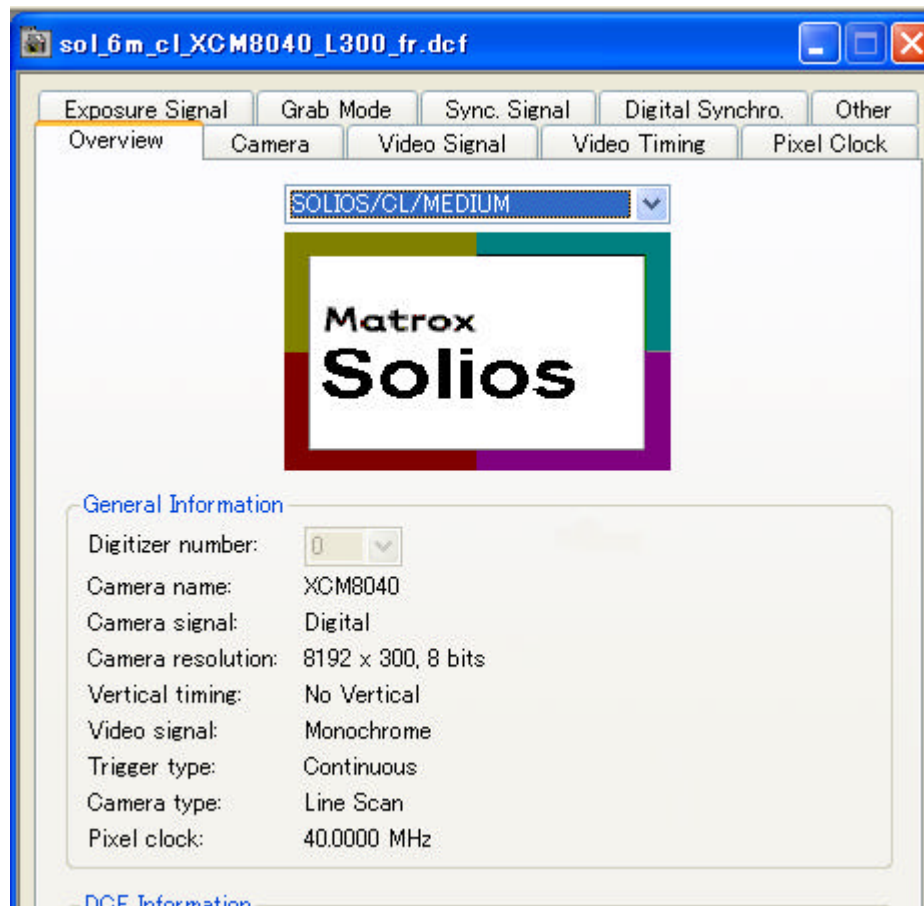 sol_6m_cl_XCM8040_L300_fr.dcf
Exposure Signal Grab Mode Sync. Signal Digital Synchro. Other
Overview Camera Video Signal Video Timing Pixel Clock
SOLIOS/CL/MEDIUM
Matrox
Solios
General Information
Digitizer number: 0
Camera name: XCM8040
Camera signal: Digital
Camera resolution: 8192 x 300, 8 bits
Vertical timing: No Vertical
Video signal: Monochrome
Trigger type: Continuous
Camera type: Line Scan
Pixel clock: 40.0000 MHz
DCF Information